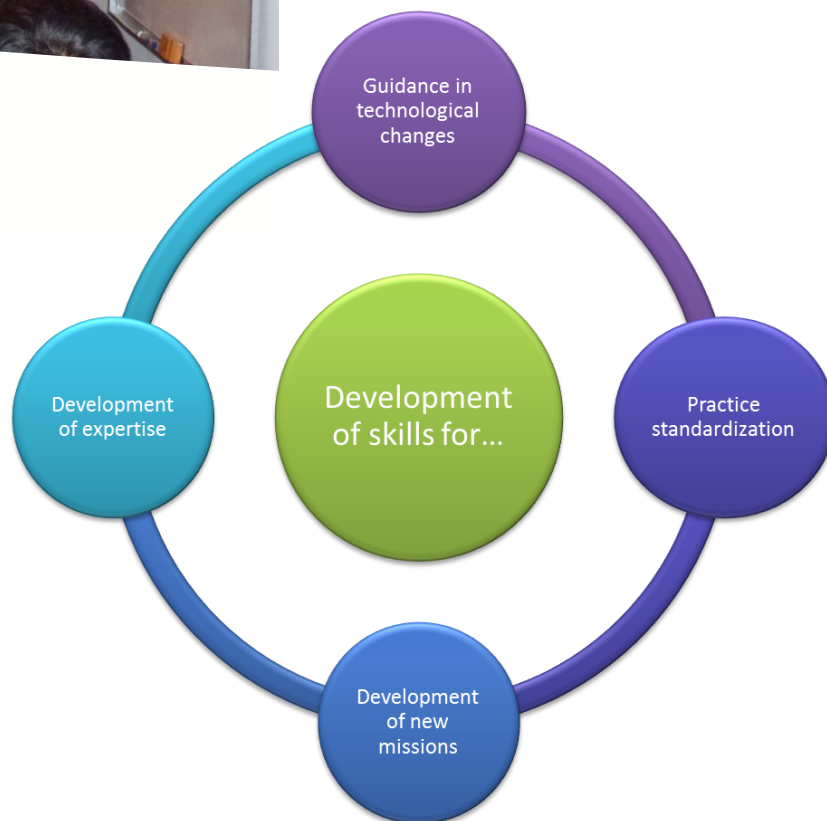 Guidance in
technological
changes
Development
of expertise
Development
of skills for...
Practice
standardization
Development
of new
missions